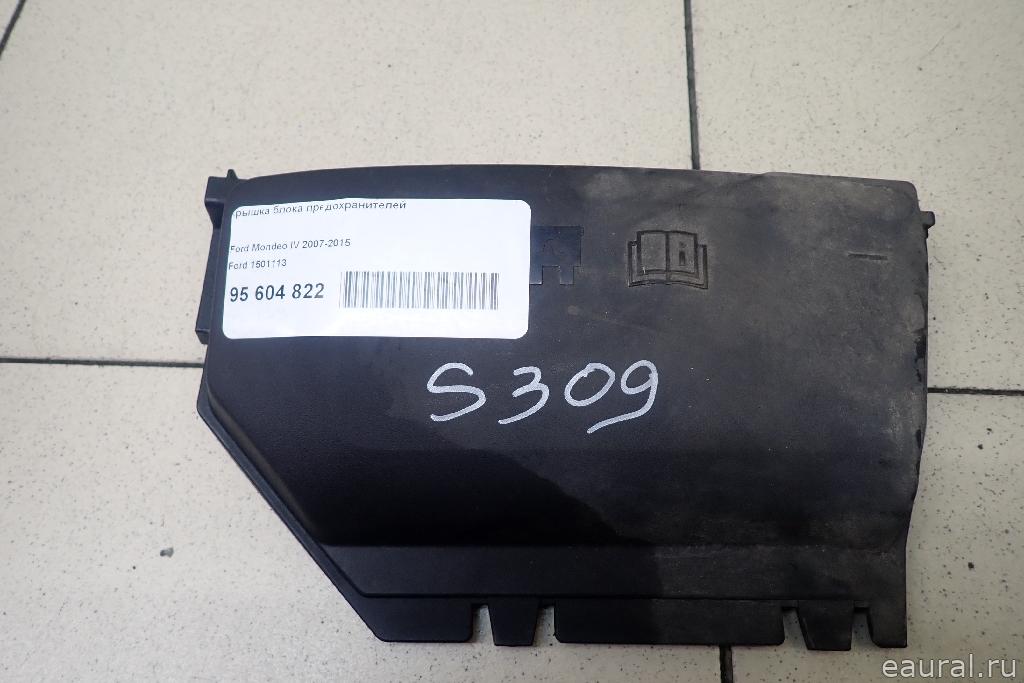 крышка блока предохранителей
Ford Mondeo IV 2007-2015
Ford 1501113
95 604 822
S309
eaural.ru